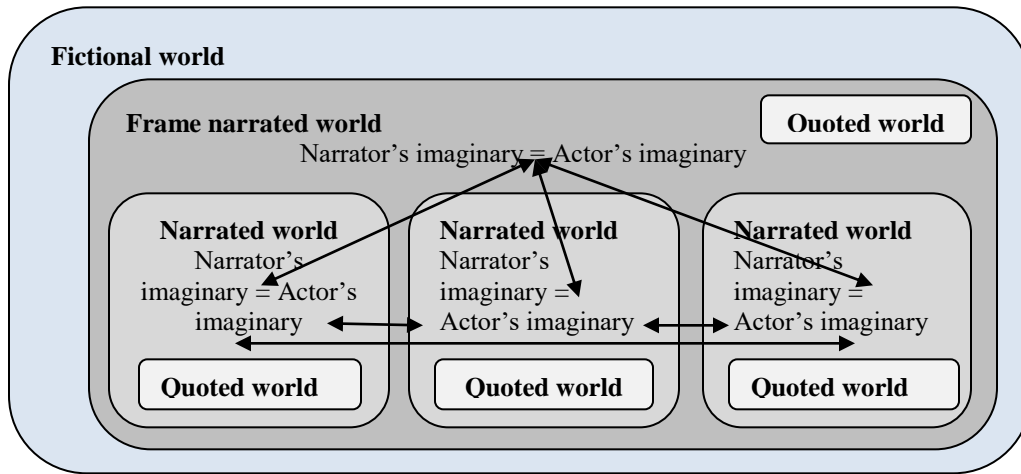 Fictional world
Frame narrated world
Quoted world
Narrator’s imaginary = Actor’s imaginary
Narrated world
Narrator’s
imaginary = Actor’s
imaginary
Quoted world
Narrated world
Narrator’s
imaginary =
Actor’s imaginary
Quoted world
Narrated world
Narrator’s
imaginary =
Actor’s imaginary
Quoted world